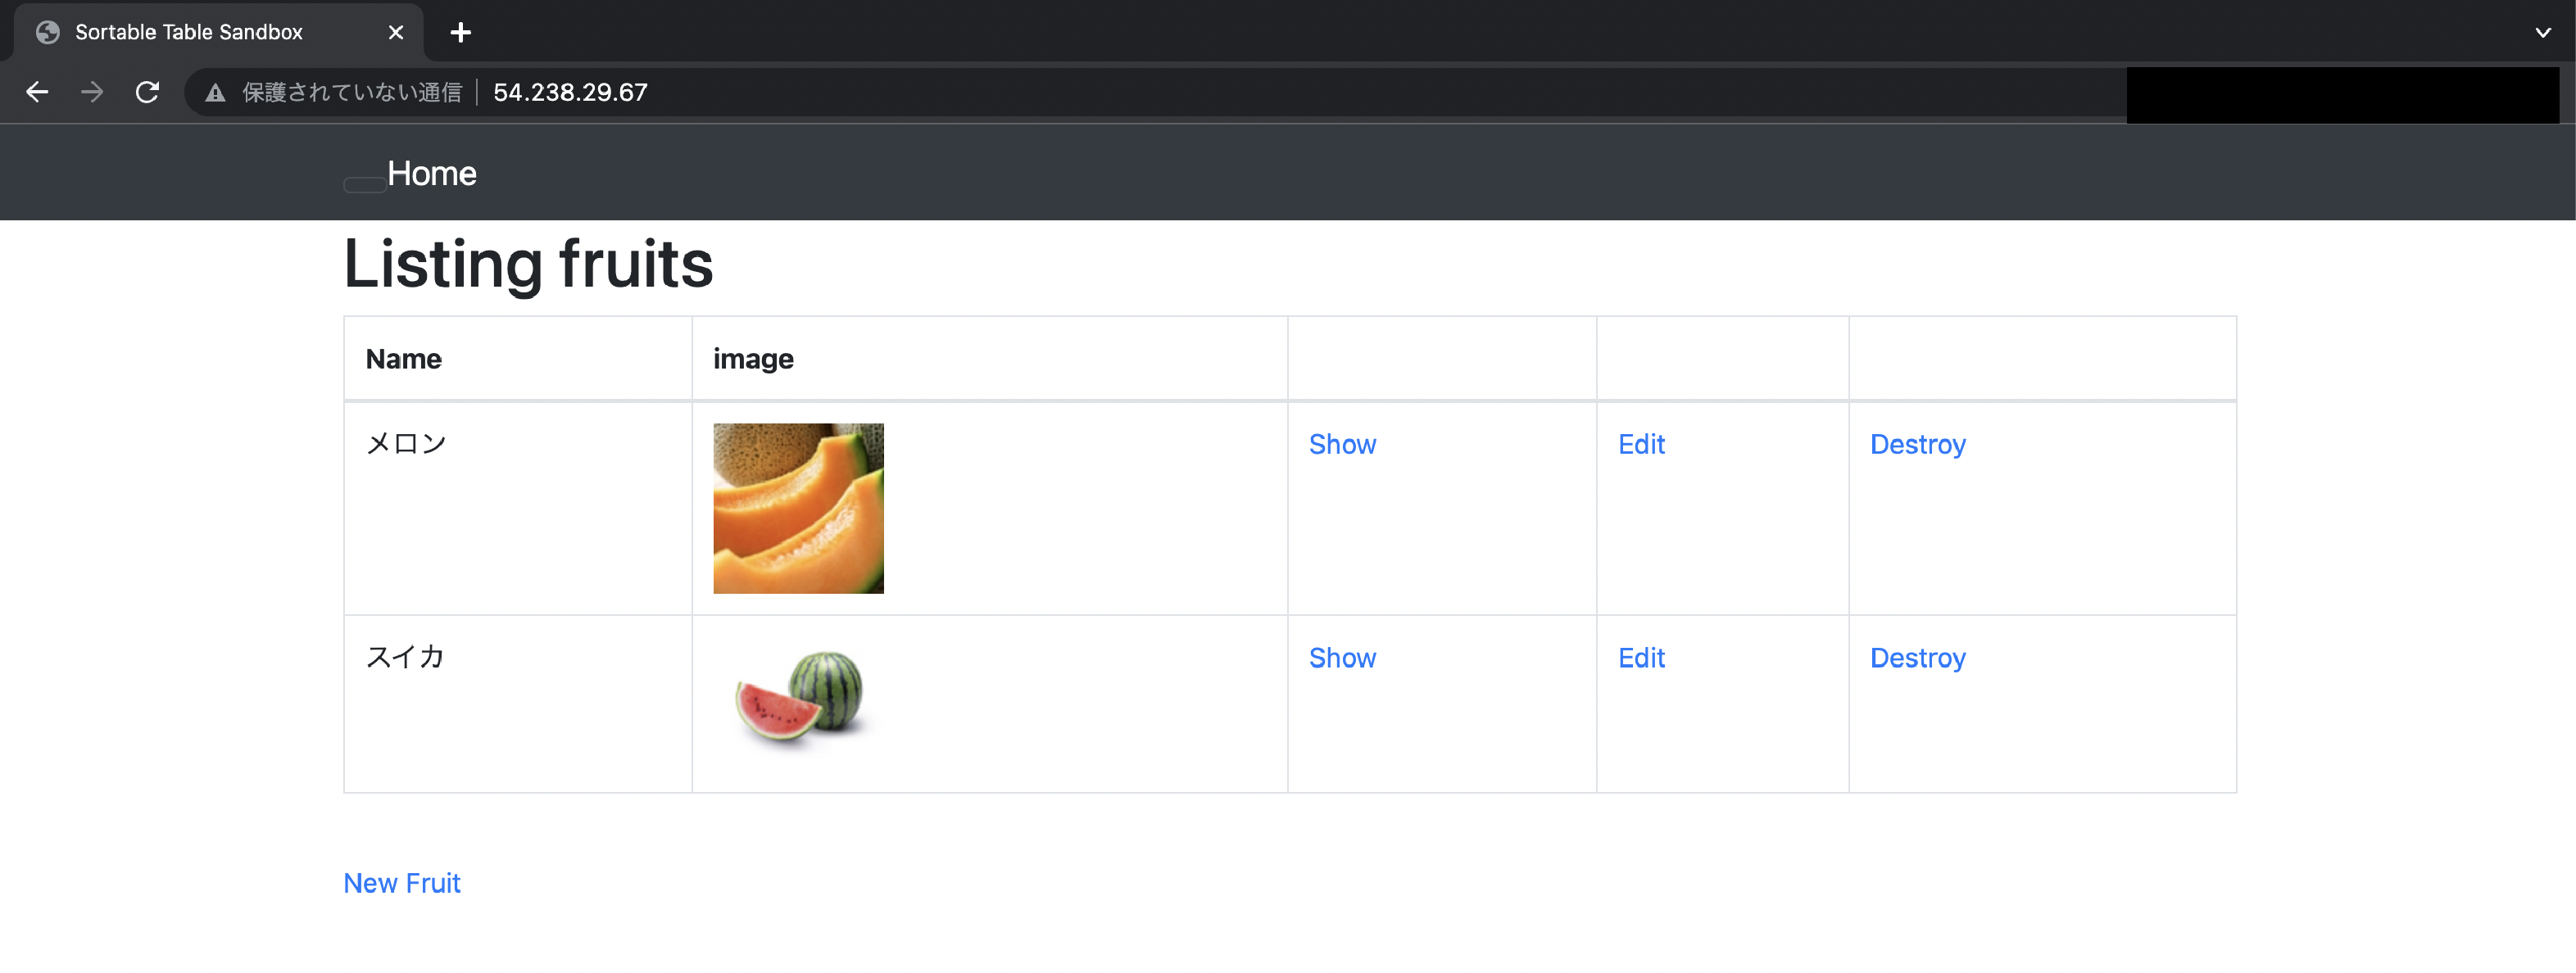 Sortable Table Sandbox
保護されていない通信 54.238.29.67
Home
Listing fruits
Name image
メロン Show Edit Destroy
スイカ Show Edit Destroy
New Fruit